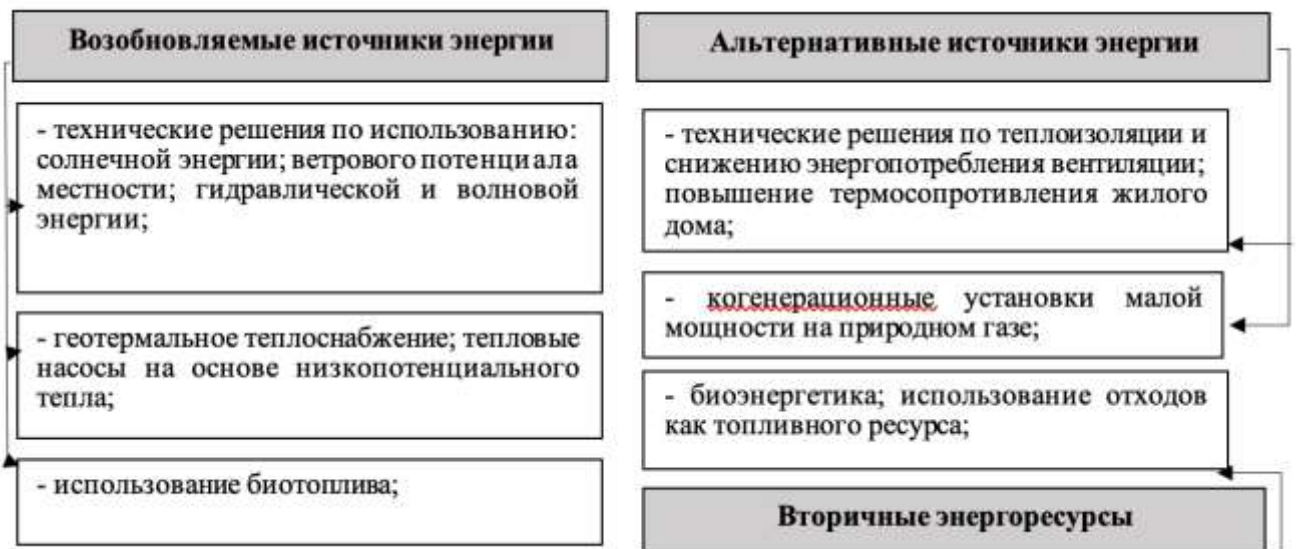 Возобновляемые источники энергии
- технические решения по использованию:
солнечной энергии; ветрового потенциала
местности; гидравлической и волновой
энергии;
- геотермальное теплоснабжение; тепловые
насосы на основе низкопотенциального
тепла;
- использование биотоплива;
Альтернативные источники энергии
- технические решения по теплоизоляции и
снижению энергопотребления вентиляции;
повышение термосопротивления жилого
дома;
- когенерационные установки малой
мощности на природном газе;
- биоэнергетика; использование отходов
как топливного ресурса;
Вторичные энергоресурсы